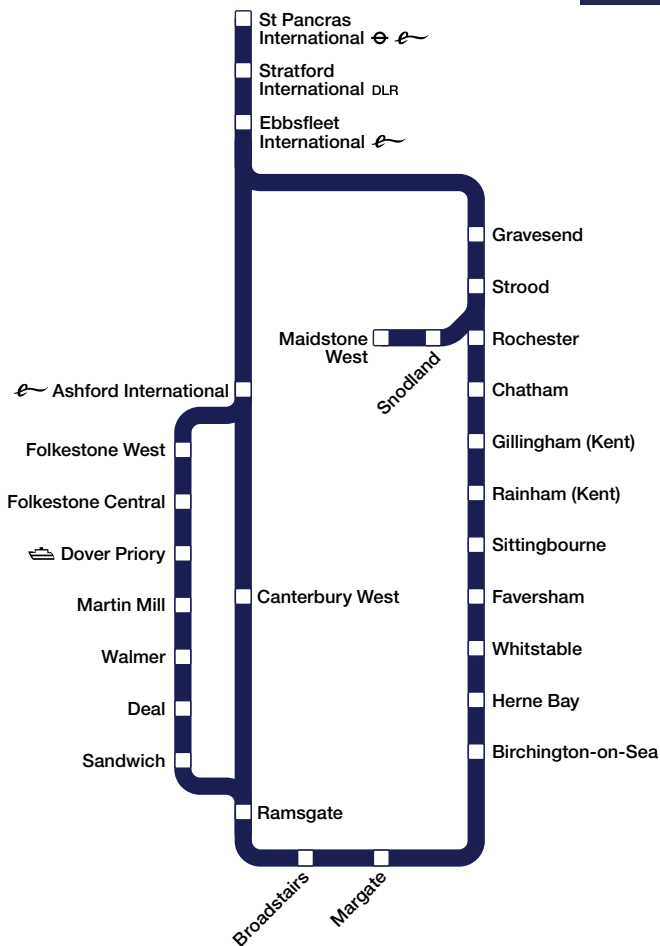 St Pancras
International
Stratford
International DLR
Ebbsfleet
International
Gravesend
Strood
Maidstone
West
Snodland
Rochester
Ashford International
Chatham
Folkestone West
Gillingham (Kent)
Folkestone Central
Rainham (Kent)
Dover Priory
Sittingbourne
Martin Mill
Canterbury West
Faversham
Walmer
Whitstable
Deal
Herne Bay
Sandwich
Birchington-on-Sea
Ramsgate
Broadstairs
Margate